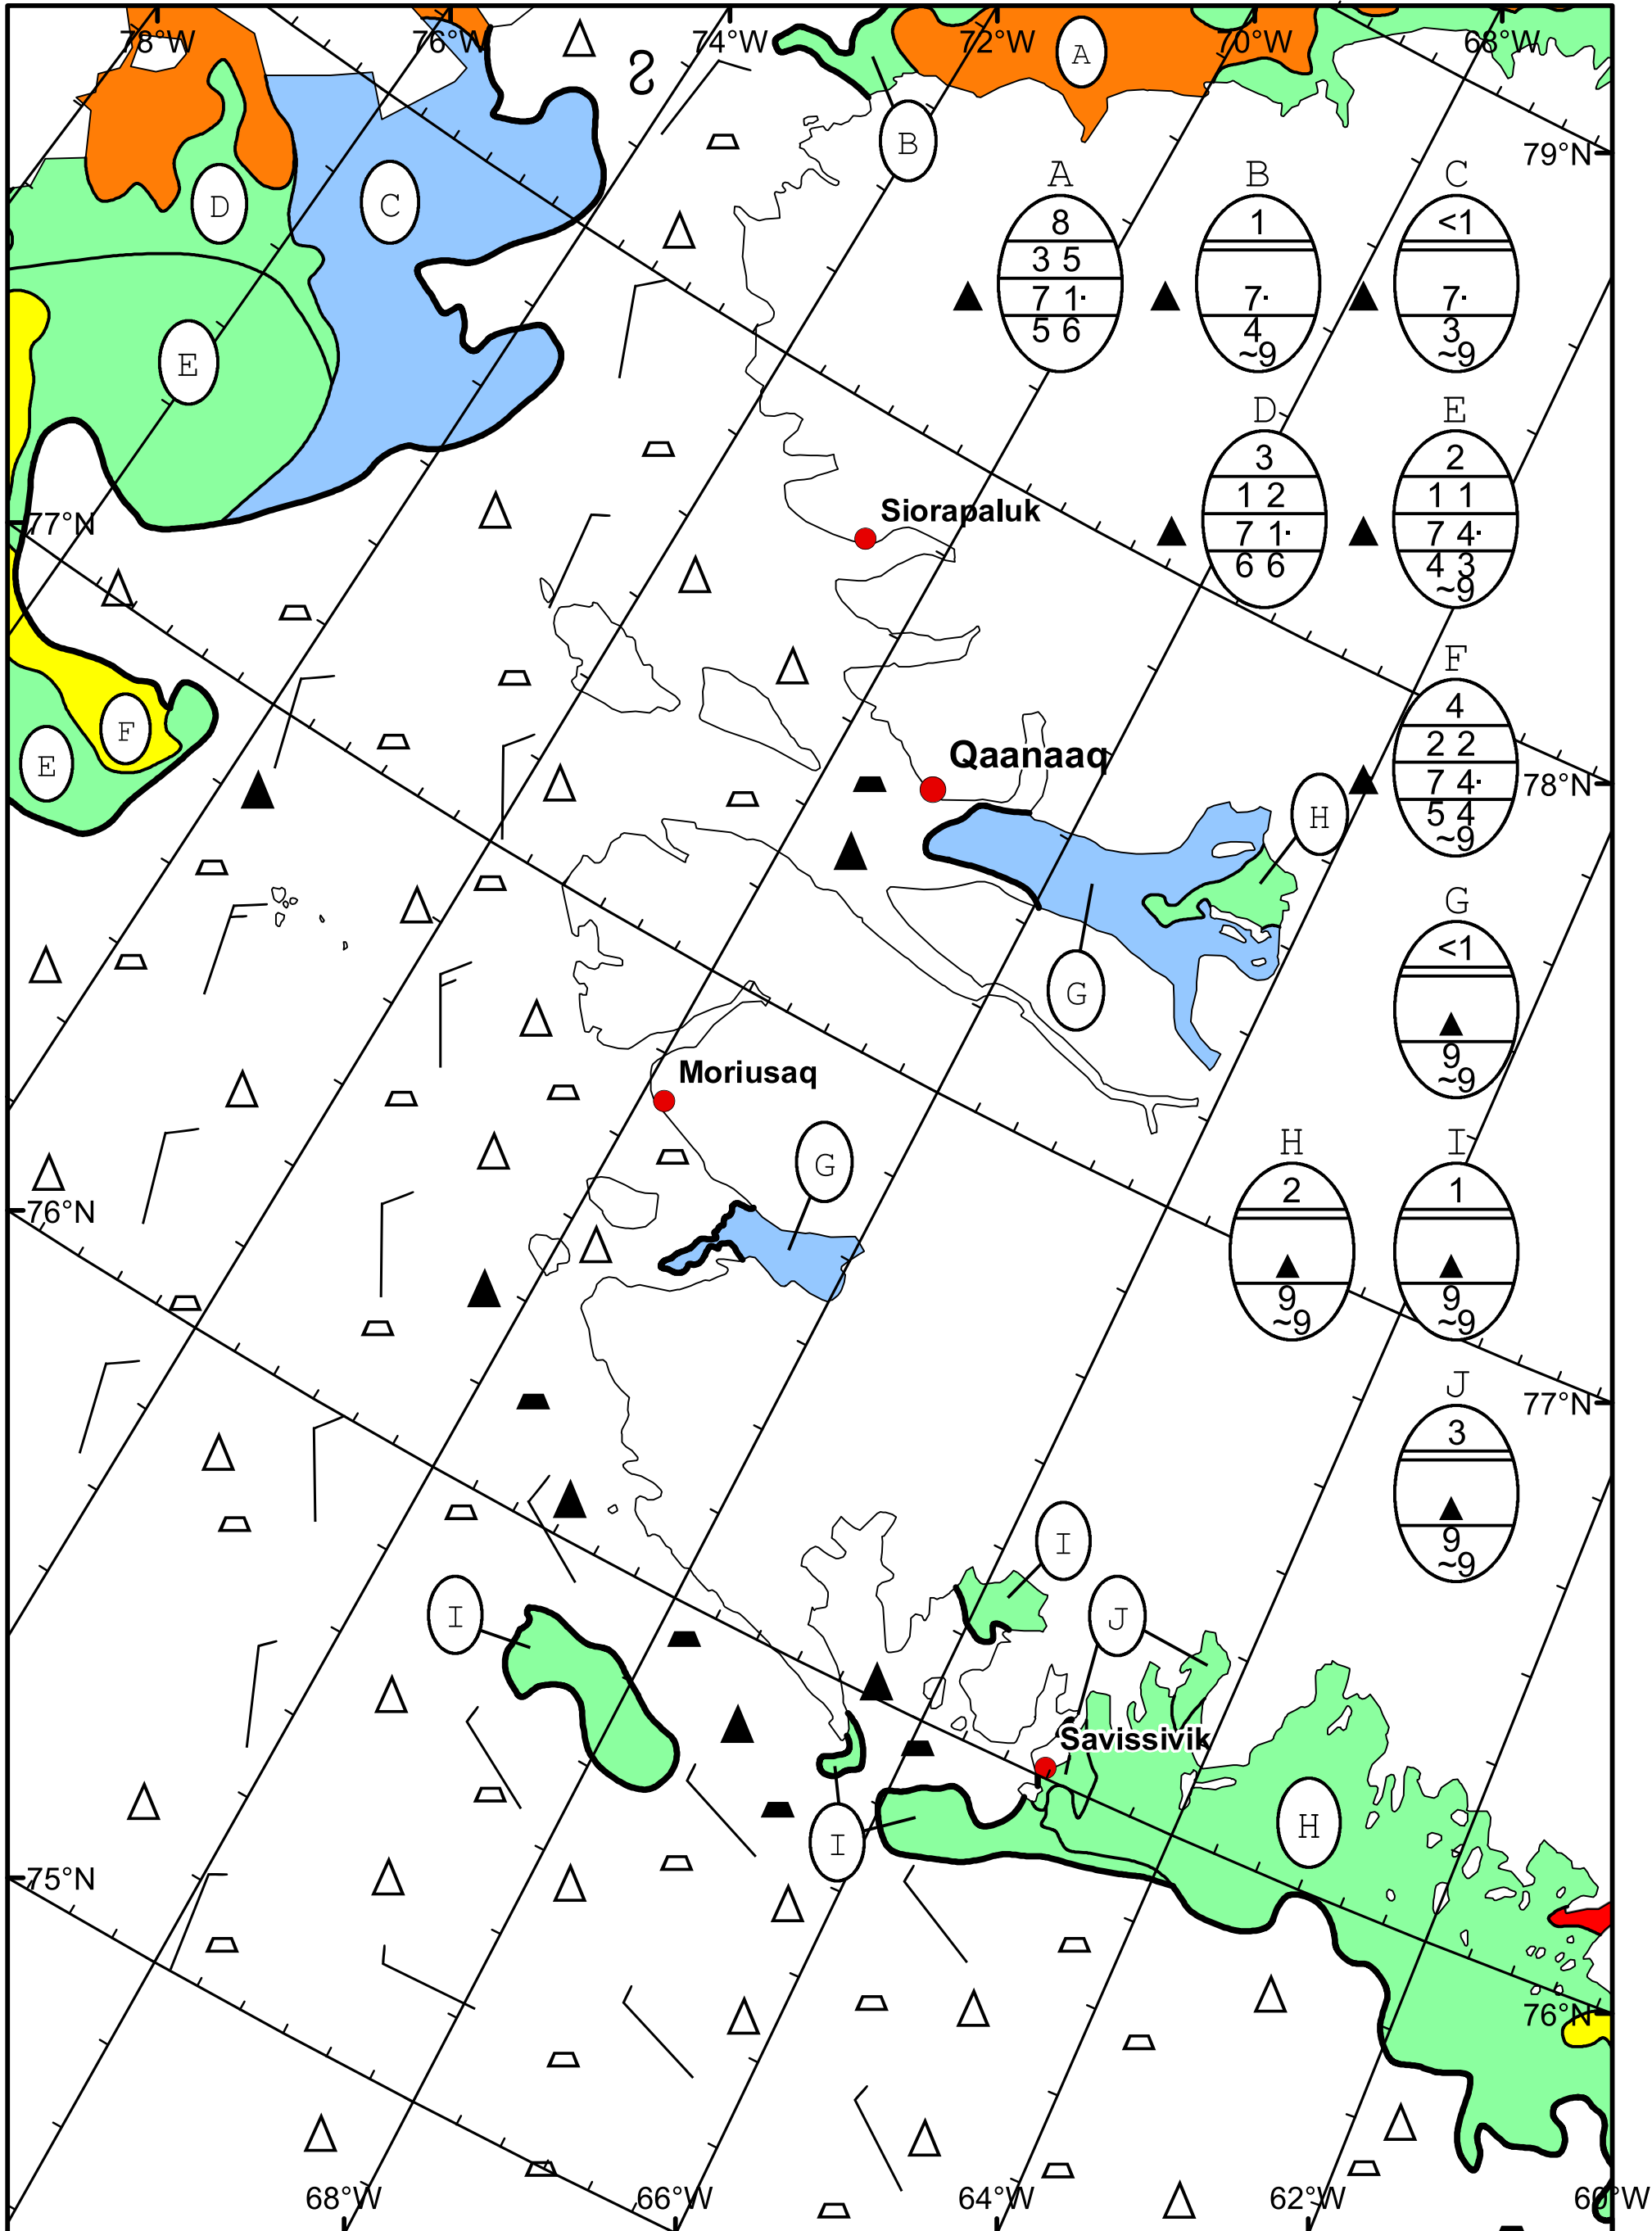 78°W 76°W 74°W 72°W 70°W 68°W
A
B
79°N
D
C
A
8
3 5
7 1·
5 6
B
1
7·
4
~9
C
<1
7·
3
~9
E
D
3
1 2
7 1·
6 6
E
2
1 1
7 4·
4 3
~9
77°N
Siorapaluk
F
4
2 2
7 4·
5 4
~9
F
E
Qaanaaq
78°N
H
G
G
<1
9
~9
Moriusaq
G
76°N
H
2
9
~9
I
1
9
~9
77°N
J
3
9
~9
I
I
J
Savissivik
I
H
75°N
76°N
68°W 66°W 64°W 62°W 60°W